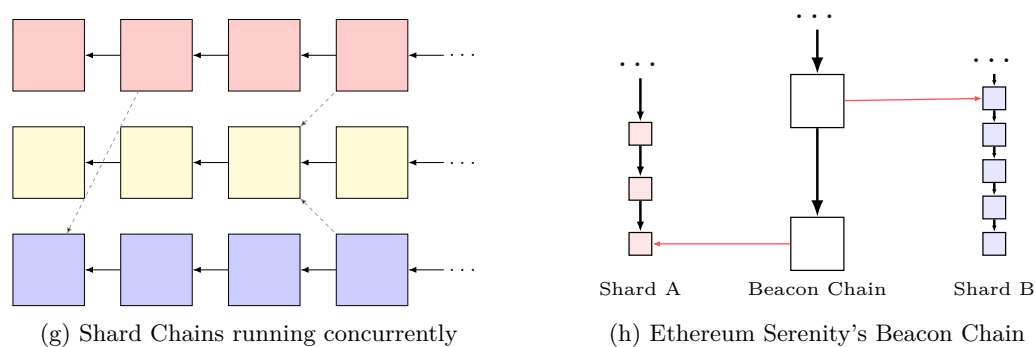 Shard A
Beacon Chain
Shard B
(g) Shard Chains running concurrently
(h) Ethereum Serenity's Beacon Chain